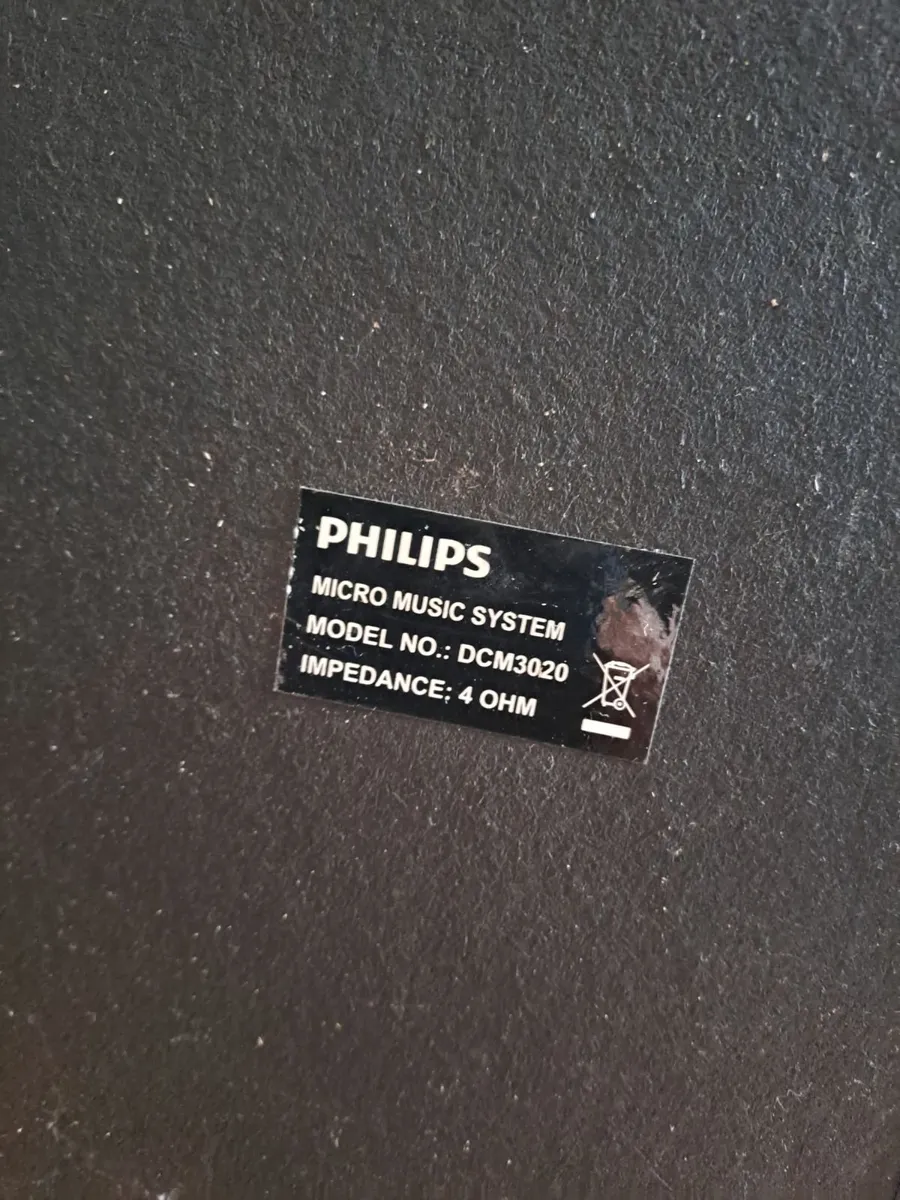 PHILIPS
MICRO MUSIC SYSTEM
MODEL NO.: DCM3020
IMPEDANCE: 4 OHM